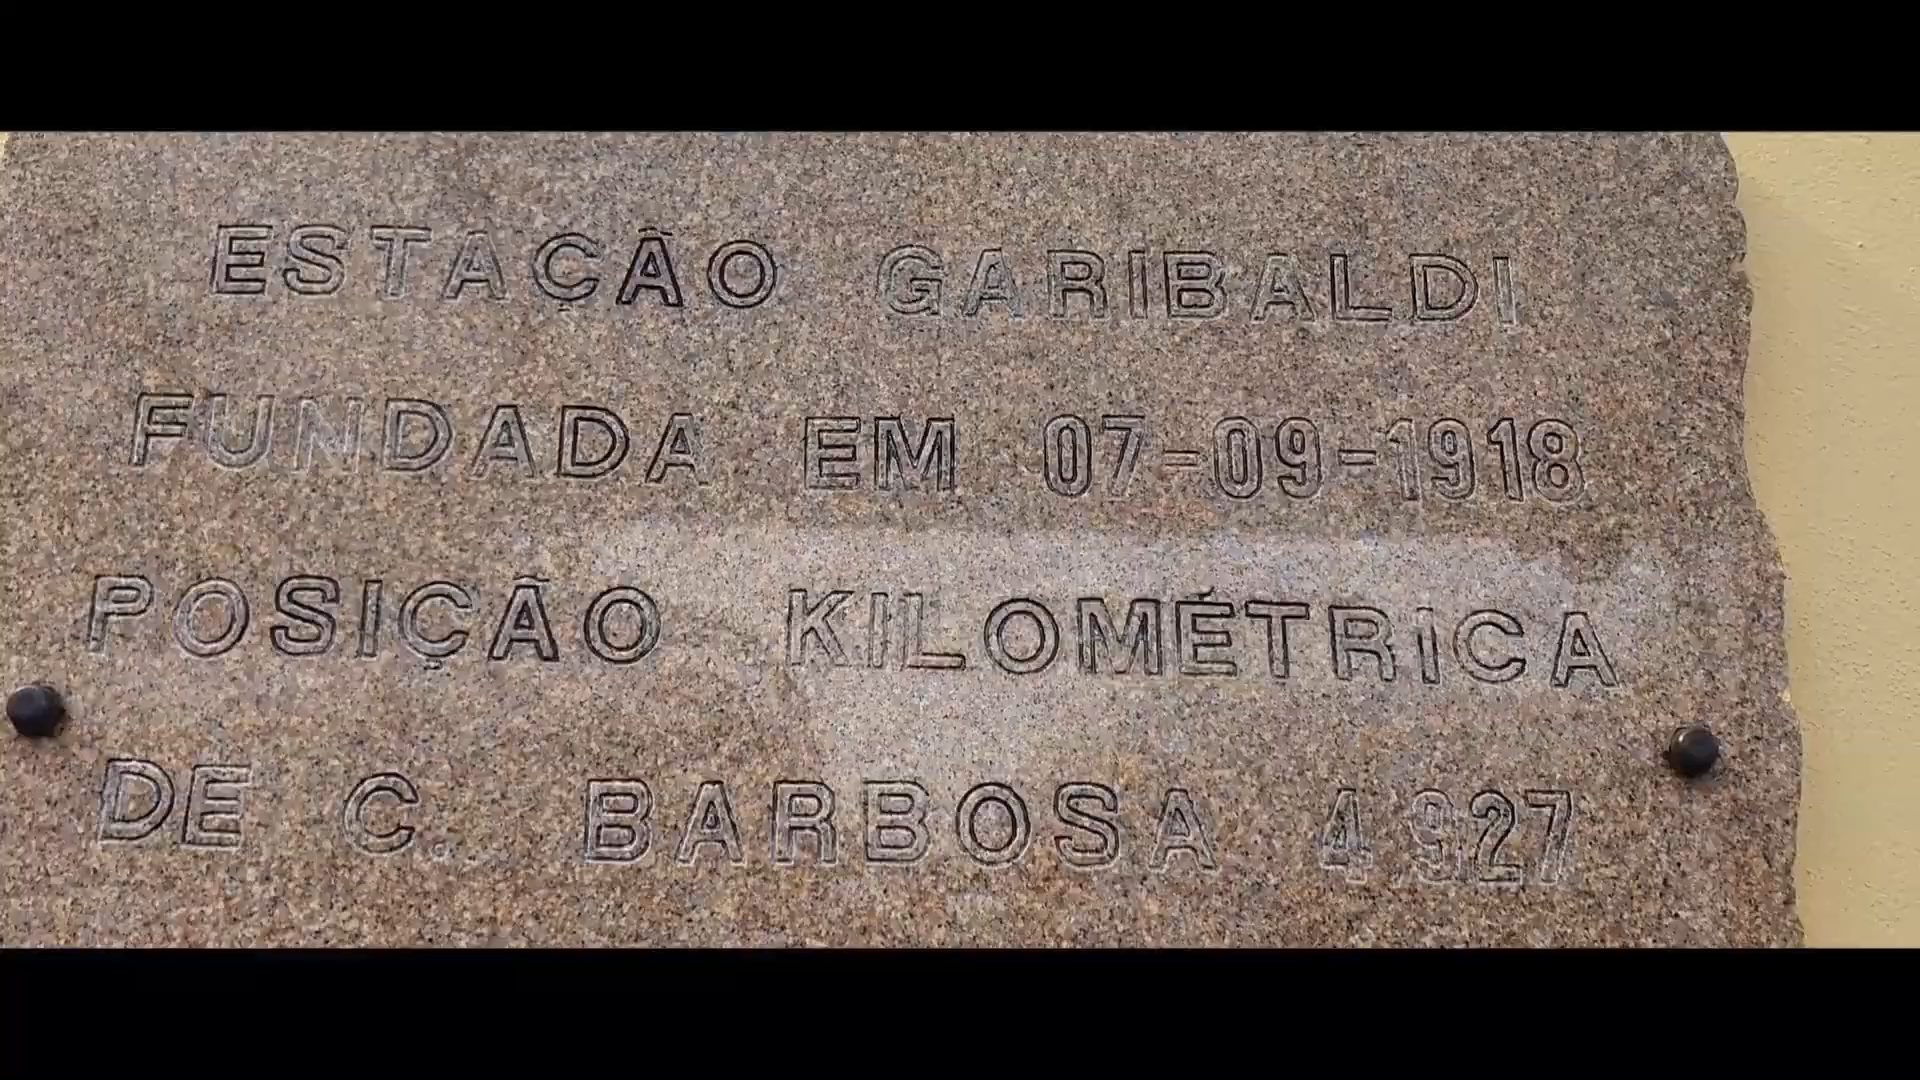 ESTAÇÃO GARIBALDI
FUNDADA EM 07-09-1918
POSIÇÃO KILOMÉTRICA
DE C. BARBOSA 4.927